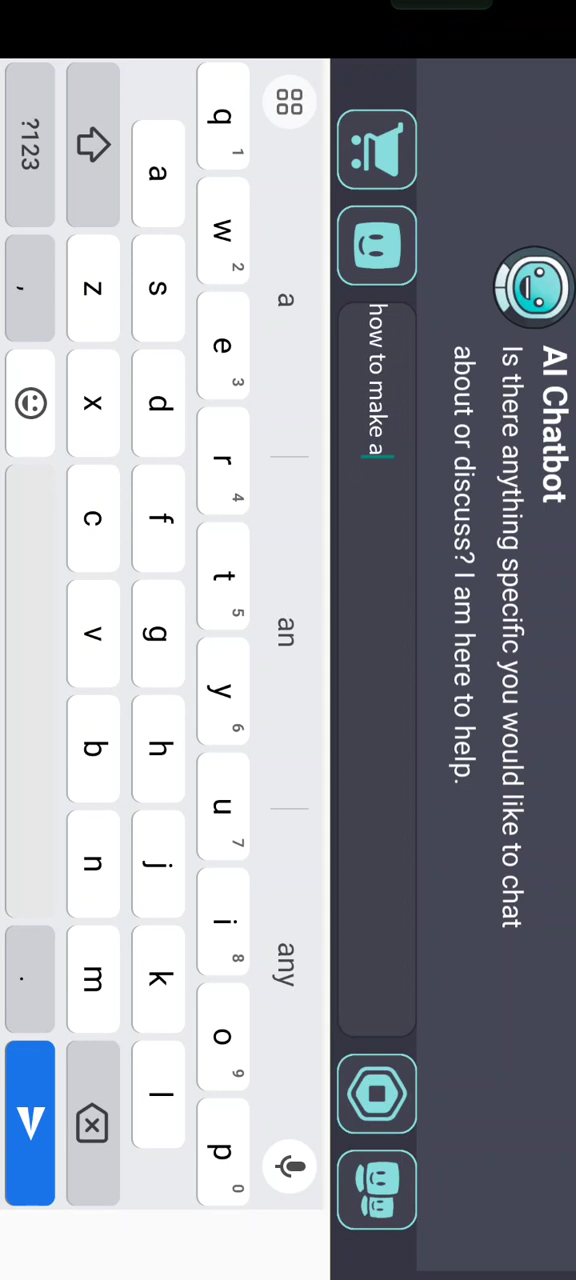 AI Chatbot
Is there anything specific you would like to chat
about or discuss? I am here to help.
how to make a
a an any
q 1 w 2 e 3 r 4 t 5 y 6 u 7 i 8 o 9 p 0
a s d f g h j k l
z x c v b n m
?123 , .